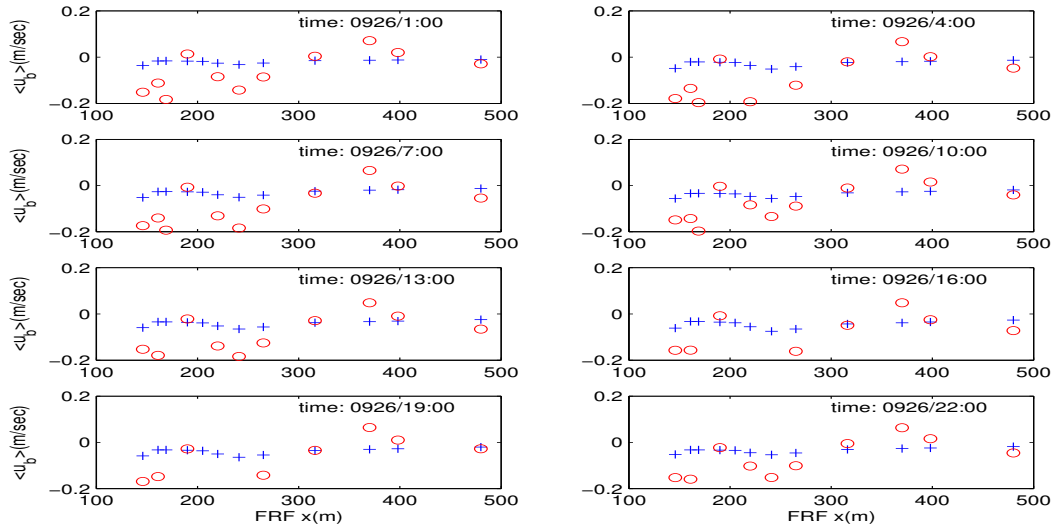 0.2 time: 0926/1:00
0
−0.2
100 200 300 400 500
<u_b>(m/sec)
0.2 time: 0926/4:00
0
−0.2
100 200 300 400 500
0.2 time: 0926/7:00
0
−0.2
100 200 300 400 500
<u_b>(m/sec)
0.2 time: 0926/10:00
0
−0.2
100 200 300 400 500
0.2 time: 0926/13:00
0
−0.2
100 200 300 400 500
<u_b>(m/sec)
0.2 time: 0926/16:00
0
−0.2
100 200 300 400 500
0.2 time: 0926/19:00
0
−0.2
100 200 300 400 500
<u_b>(m/sec)
FRF x(m)
0.2 time: 0926/22:00
0
−0.2
100 200 300 400 500
FRF x(m)